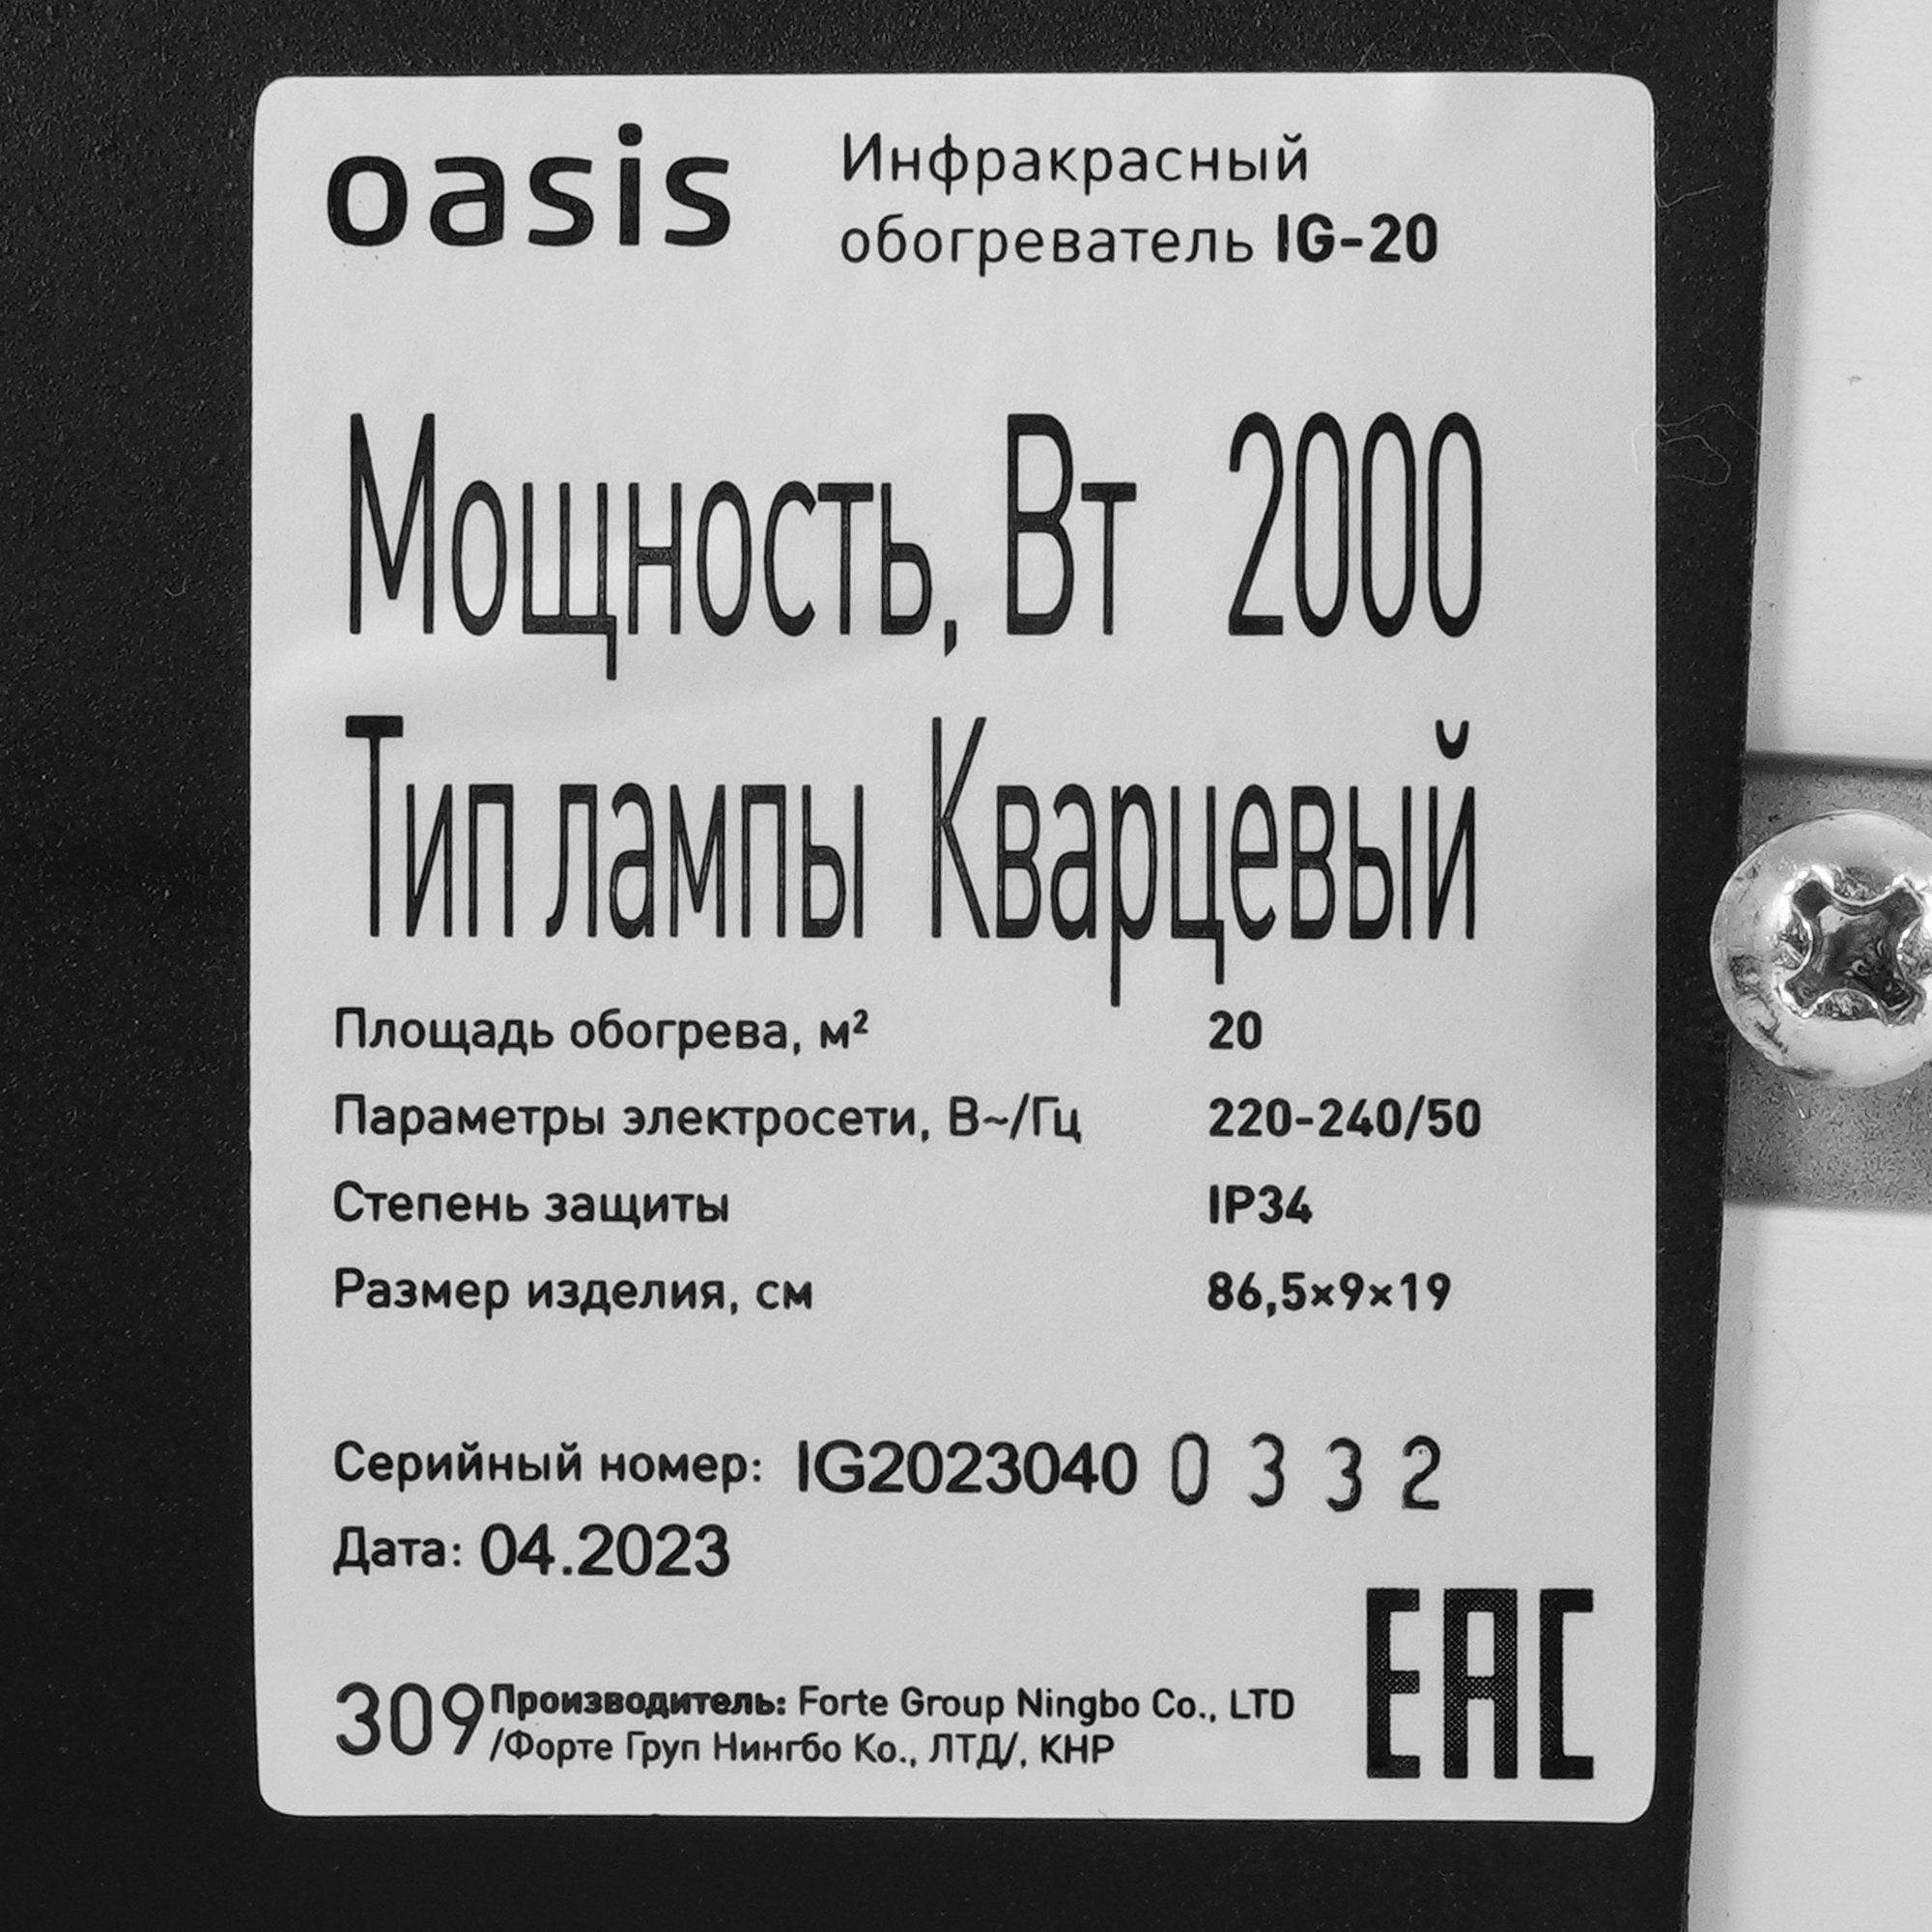 oasis
Инфракрасный
обогреватель IG-20
Мощность, Вт 2000
Тип лампы Кварцевый
Площадь обогрева, м² 20
Параметры электросети, В~/Гц 220-240/50
Степень защиты IP34
Размер изделия, см 86,5×9×19
Серийный номер: IG2023040 0 3 3 2
Дата: 04.2023
309 Производитель: Forte Group Ningbo Co., LTD
/Форте Груп Нингбо Ко., ЛТД/, КНР
EAC